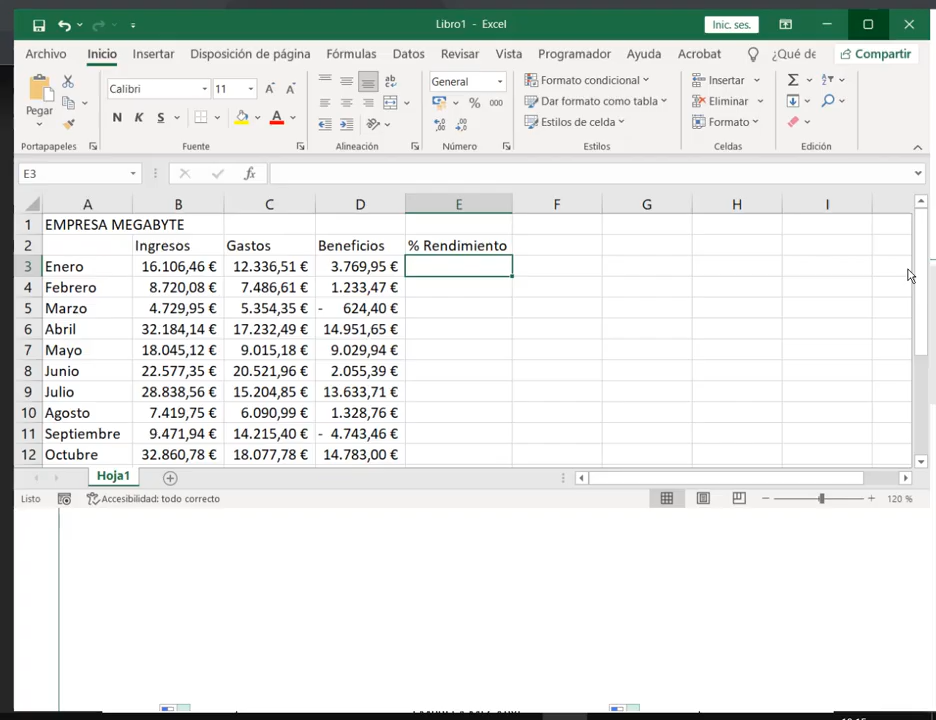 Libro1 - Excel
Inic. ses.
Archivo Inicio Insertar Disposición de página Fórmulas Datos Revisar Vista Programador Ayuda Acrobat ¿Qué de Compartir
Calibri 11 General Formato condicional Insertar
Pegar % 000 Dar formato como tabla Eliminar
N K S A Estilos de celda Formato
Portapapeles Fuente Alineación Número Estilos Celdas Edición
E3 fx
A B C D E F G H I
1 EMPRESA MEGABYTE
2 Ingresos Gastos Beneficios % Rendimiento
3 Enero 16.106,46 € 12.336,51 € 3.769,95 €
4 Febrero 8.720,08 € 7.486,61 € 1.233,47 €
5 Marzo 4.729,95 € 5.354,35 € - 624,40 €
6 Abril 32.184,14 € 17.232,49 € 14.951,65 €
7 Mayo 18.045,12 € 9.015,18 € 9.029,94 €
8 Junio 22.577,35 € 20.521,96 € 2.055,39 €
9 Julio 28.838,56 € 15.204,85 € 13.633,71 €
10 Agosto 7.419,75 € 6.090,99 € 1.328,76 €
11 Septiembre 9.471,94 € 14.215,40 € - 4.743,46 €
12 Octubre 32.860,78 € 18.077,78 € 14.783,00 €
Hoja1
Listo Accesibilidad: todo correcto 120 %